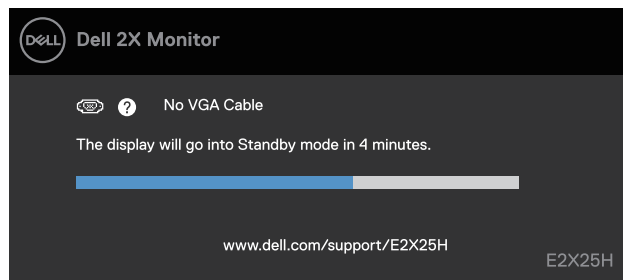 DELL Dell 2X Monitor
? No VGA Cable
The display will go into Standby mode in 4 minutes.
www.dell.com/support/E2X25H
E2X25H